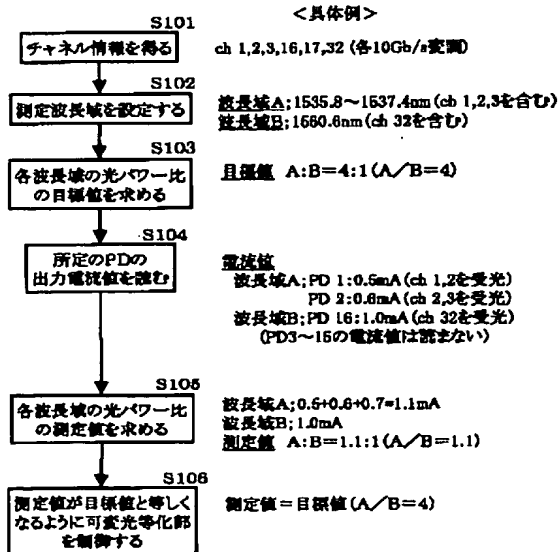 <具体例>
S101
チャネル情報を得る
ch 1,2,3,16,17,32 (各10Gb/s変調)
S102
測定波長域を設定する
波長域A;1535.8~1537.4nm(ch 1,2,3を含む)
波長域B;1560.6nm(ch 32を含む)
S103
各波長域の光パワー比
の目標値を求める
目標値 A:B=4:1(A/B=4)
S104
所定のPDの
出力電流値を読む
電流値
波長域A;PD 1:0.5mA(ch 1,2を受光)
PD 2:0.6mA(ch 2,3を受光)
波長域B;PD 16:1.0mA(ch 32を受光)
(PD3~15の電流値は読まない)
S105
各波長域の光パワー比
の測定値を求める
波長域A;0.5+0.6+0.7=1.1mA
波長域B;1.0mA
測定値 A:B=1.1:1(A/B=1.1)
S106
測定値が目標値と等しく
なるように可変光等化部
を制御する
測定値=目標値(A/B=4)